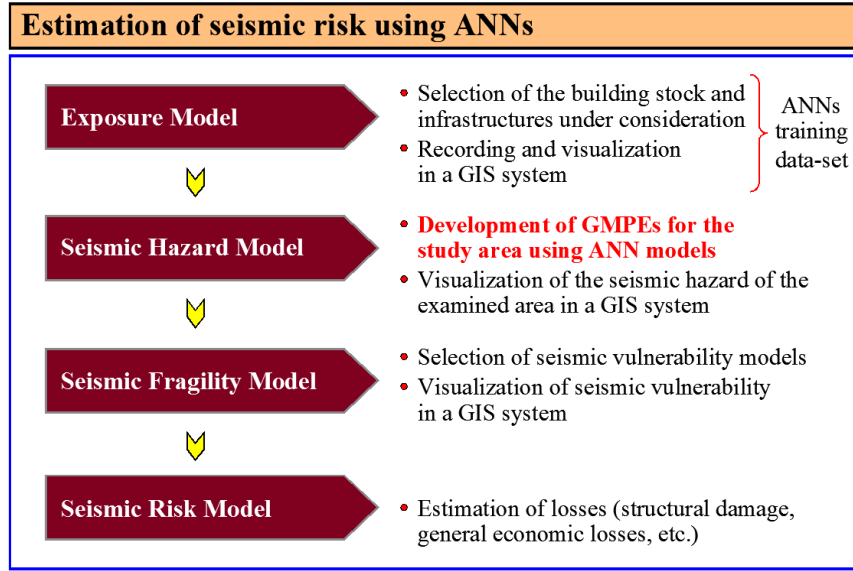 Estimation of seismic risk using ANNs
Exposure Model
• Selection of the building stock and
infrastructures under consideration
• Recording and visualization
in a GIS system
ANNs
training
data-set
Seismic Hazard Model
• Development of GMPEs for the
study area using ANN models
• Visualization of the seismic hazard of the
examined area in a GIS system
Seismic Fragility Model
• Selection of seismic vulnerability models
• Visualization of seismic vulnerability
in a GIS system
Seismic Risk Model
• Estimation of losses (structural damage,
general economic losses, etc.)